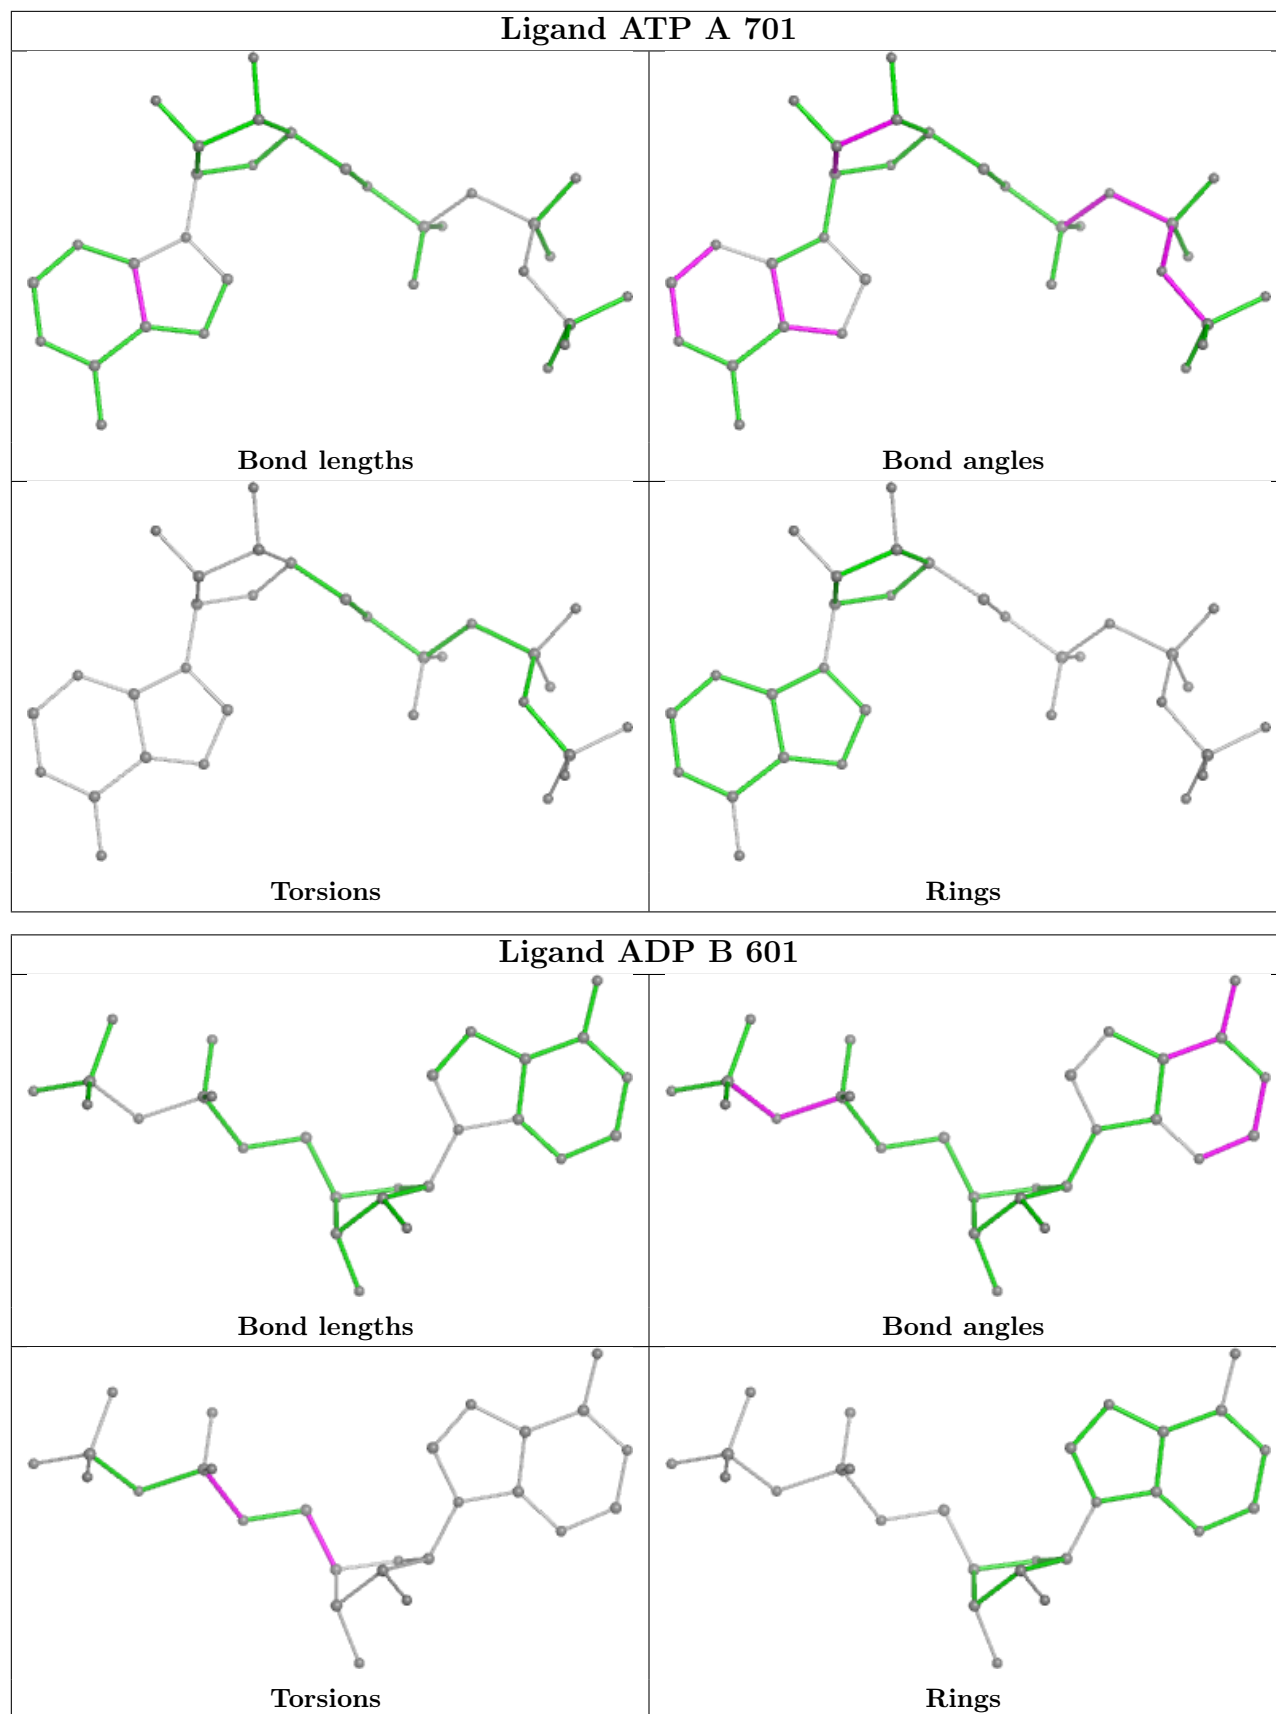 Ligand ATP A 701
Bond lengths
Bond angles
Torsions
Rings
Ligand ADP B 601
Bond lengths
Bond angles
Torsions
Rings